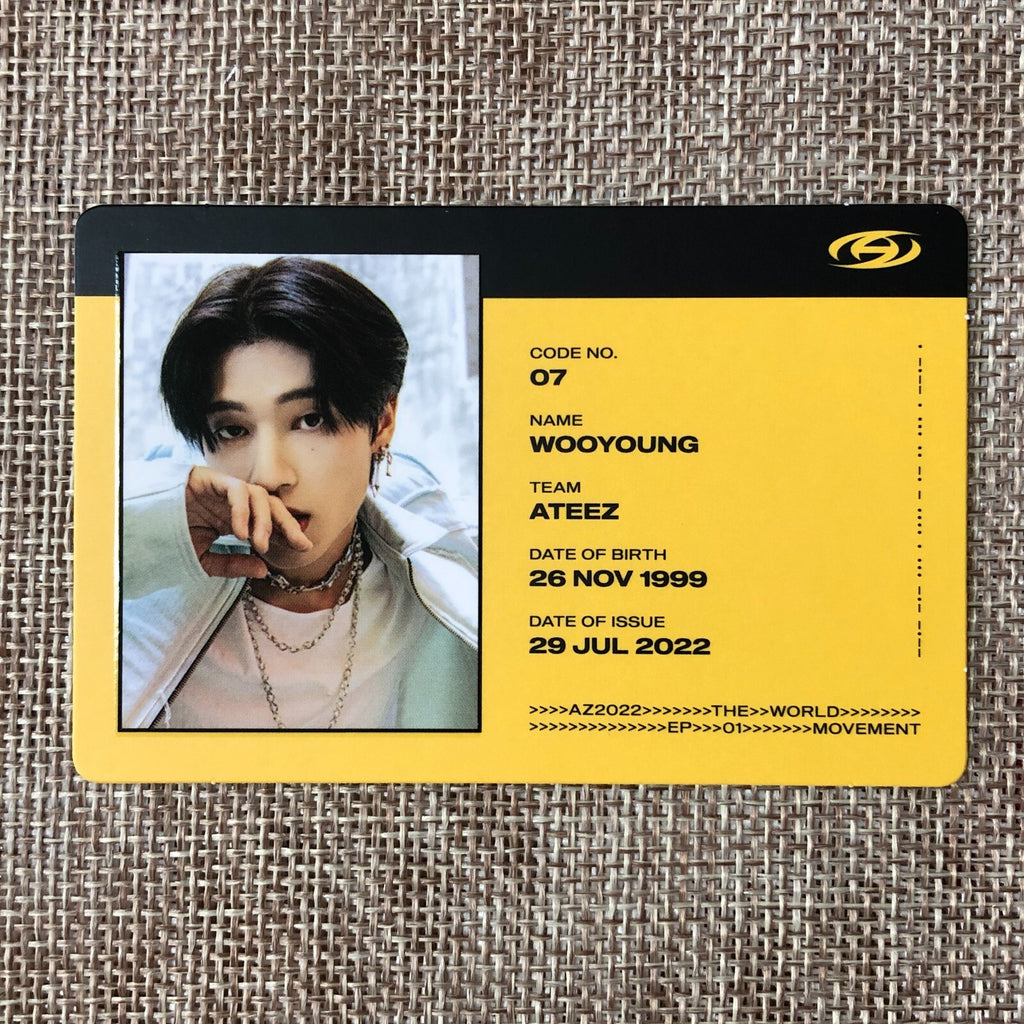 CODE NO.
07
NAME
WOOYOUNG
TEAM
ATEEZ
DATE OF BIRTH
26 NOV 1999
DATE OF ISSUE
29 JUL 2022
>>>>AZ2022>>>>>>>THE>>WORLD>>>>>>>>
>>>>>>>>>>>>>>EP>>>01>>>>>>>MOVEMENT